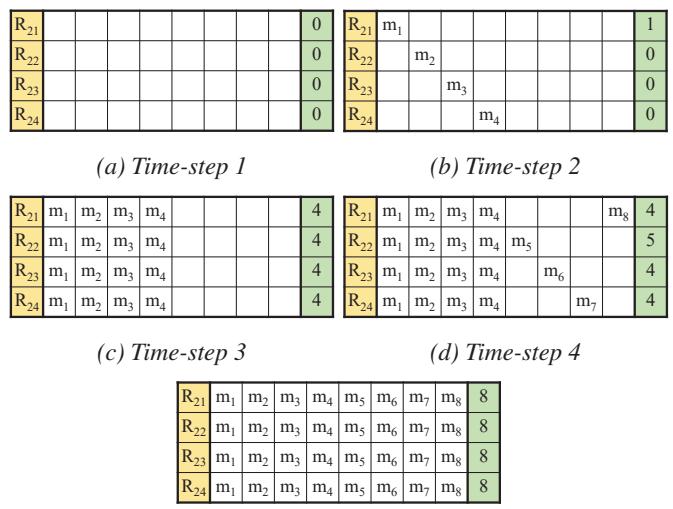 R21 0 R21 m1 1
R22 0 R22 m2 0
R23 0 R23 m3 0
R24 0 R24 m4 0
(a) Time-step 1 (b) Time-step 2
R21 m1 m2 m3 m4 4 R21 m1 m2 m3 m4 m8 4
R22 m1 m2 m3 m4 4 R22 m1 m2 m3 m4 m5 5
R23 m1 m2 m3 m4 4 R23 m1 m2 m3 m4 m6 4
R24 m1 m2 m3 m4 4 R24 m1 m2 m3 m4 m7 4
(c) Time-step 3 (d) Time-step 4
R21 m1 m2 m3 m4 m5 m6 m7 m8 8
R22 m1 m2 m3 m4 m5 m6 m7 m8 8
R23 m1 m2 m3 m4 m5 m6 m7 m8 8
R24 m1 m2 m3 m4 m5 m6 m7 m8 8